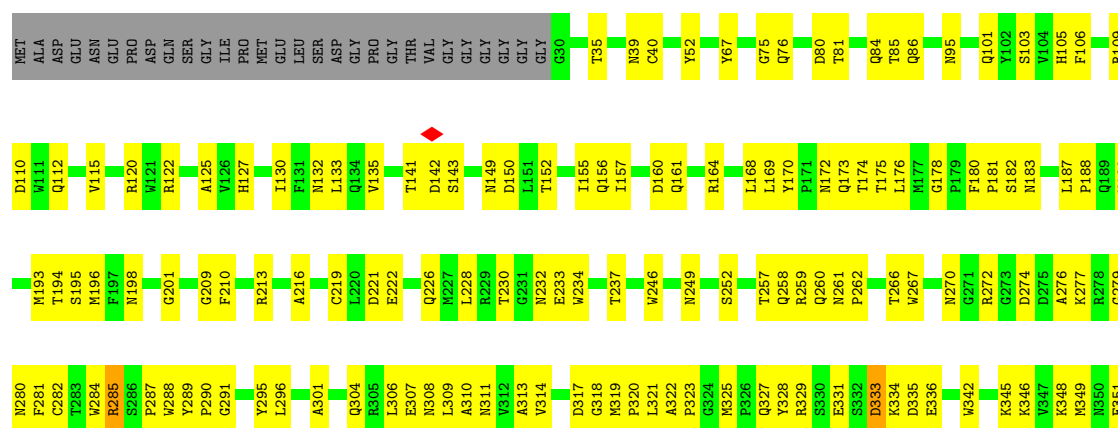 MET ALA ASP GLU ASN GLU PRO ASP GLN SER GLY ILE PRO MET GLU LEU SER ASP GLY PRO GLY THR VAL GLY GLY GLY GLY GLY GLY G30 T35 N39 C40 Y52 Y67 G75 Q76 D80 T81 Q84 T85 Q86 N95 Q101 Y102 S103 V104 H105 F106
D110 W111 Q112 V115 R120 W121 R122 A125 V126 H127 I130 F131 N132 L133 Q134 V135 T141 D142 S143 N149 D150 L151 T152 I155 Q156 I157 D160 Q161 R164 L168 L169 Y170 P171 N172 Q173 T174 T175 L176 M177 G178 P179 F180 P181 S182 N183 L187 P188 Q189
M193 T194 S195 M196 F197 N198 G201 G209 F210 R213 A216 C219 L220 D221 E222 Q226 M227 L228 R229 T230 G231 N232 E233 W234 T237 W246 N249 S252 T257 Q258 R259 Q260 N261 P262 T266 W267 N270 G271 R272 G273 D274 D275 A276 K277 R278
N280 F281 C282 T283 W284 R285 S286 P287 W288 Y289 P290 G291 Y295 L296 A301 Q304 R305 L306 E307 N308 L309 A310 N311 V312 A313 V314 D317 G318 M319 P320 L321 A322 P323 G324 M325 P326 Q327 Y328 R329 S330 E331 S332 D333 K334 D335 E336 W342 K345 K346 V347 K348 M349 N350